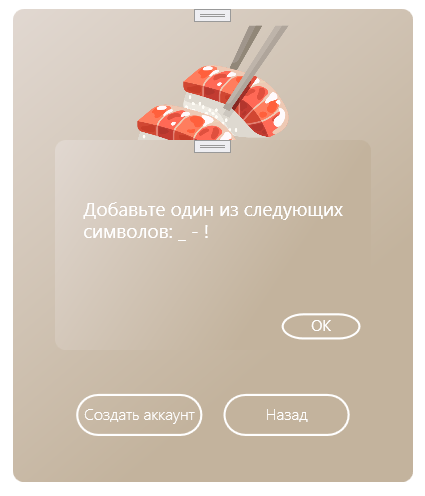 Добавьте один из следующих
символов: _ - !
OK
Создать аккаунт
Назад